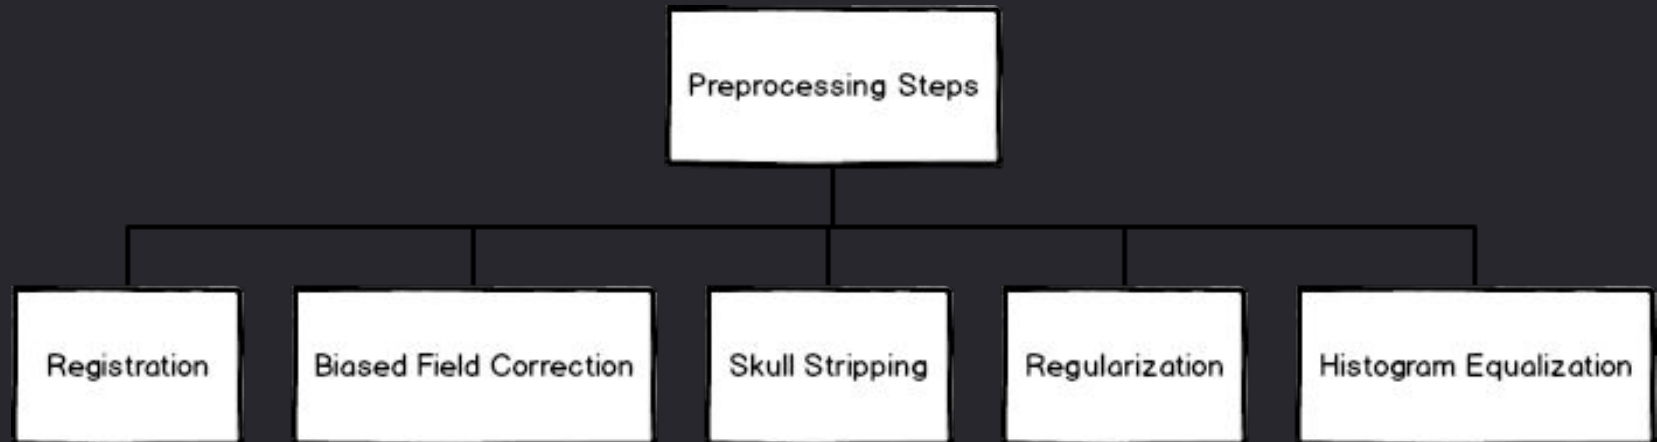 Preprocessing Steps
Registration
Biased Field Correction
Skull Stripping
Regularization
Histogram Equalization